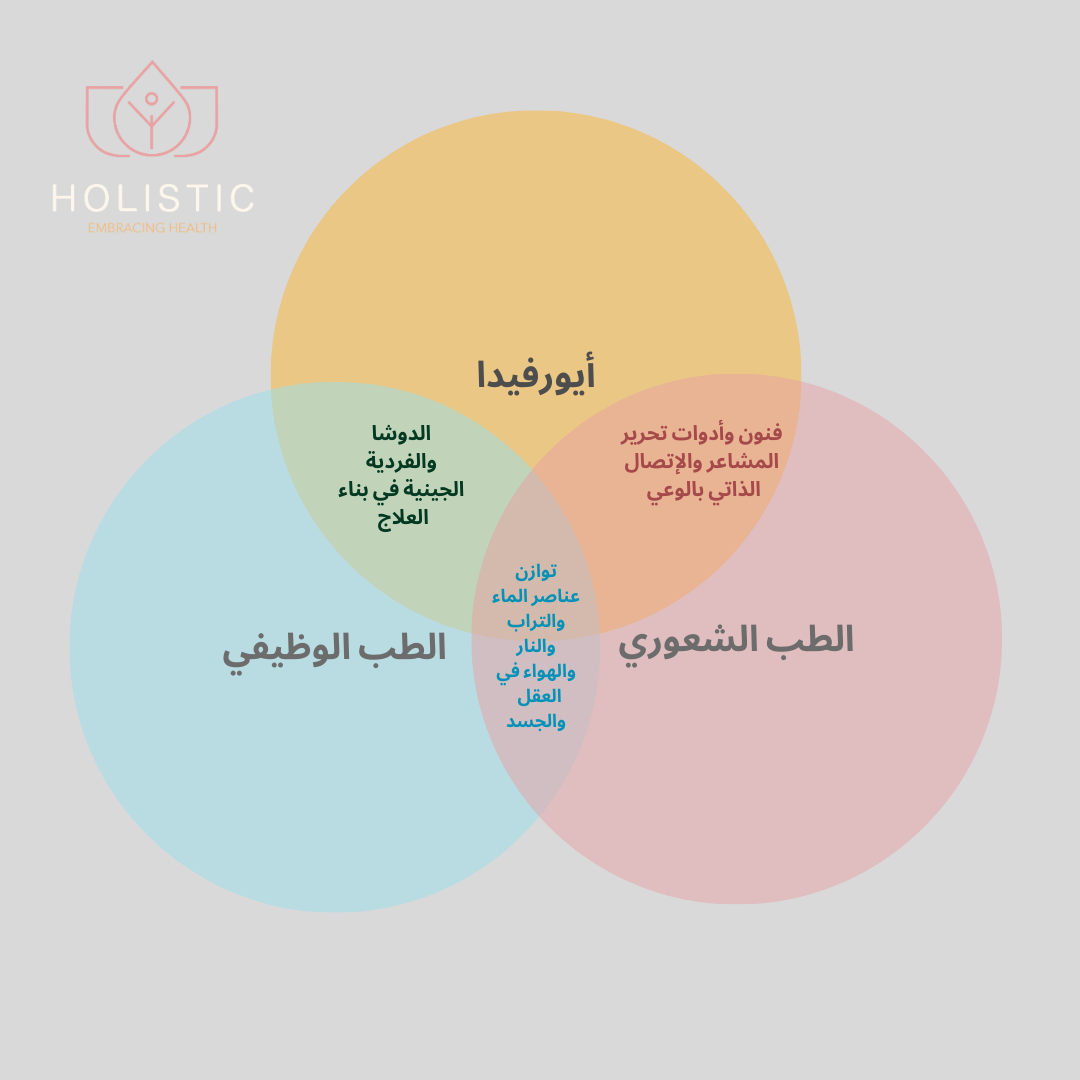 HOLISTIC
EMBRACING HEALTH
أيورفيدا
فنون وأدوات تحرير
المشاعر والإتصال
الذاتي بالوعي
الدوشا
والفردية
الجينية في بناء
العلاج
توازن
عناصر الماء
والتراب
والنار
والهواء في
العقل
والجسد
الطب الشعوري
الطب الوظيفي